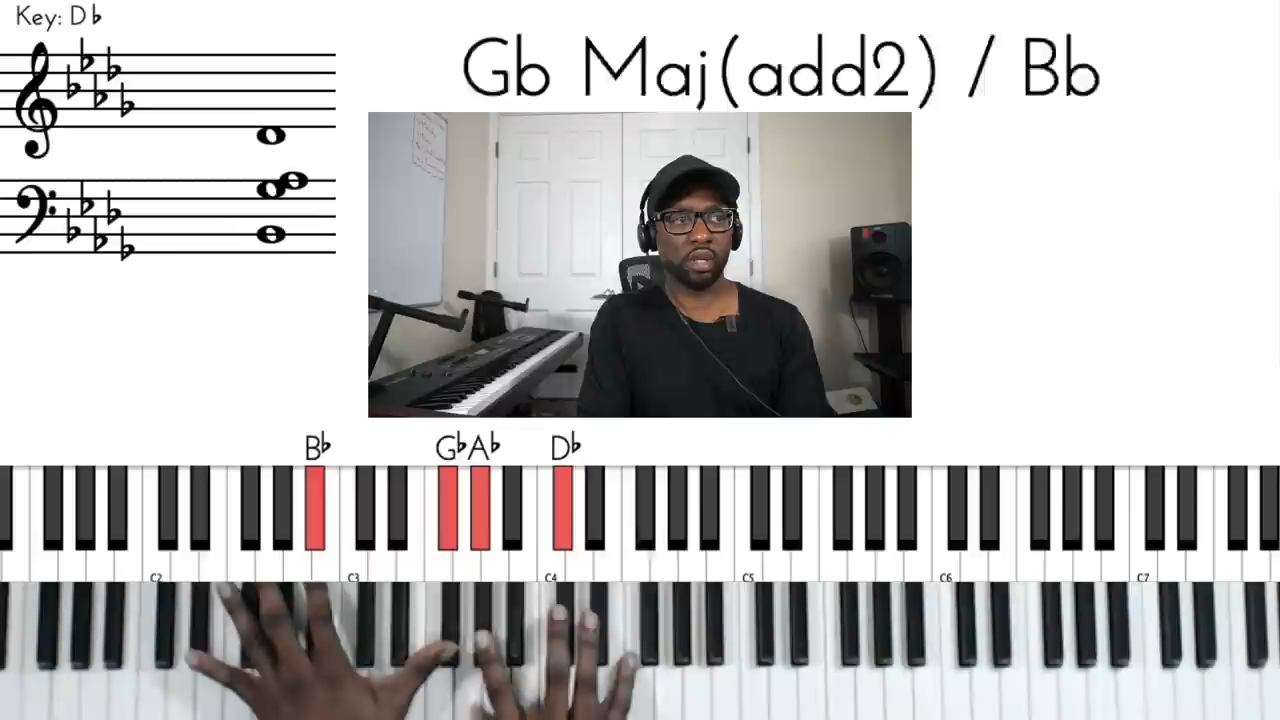 Key: D♭
Gb Maj(add2) / Bb
B♭ G♭ A♭ D♭
C2 C3 C4 C5 C6 C7